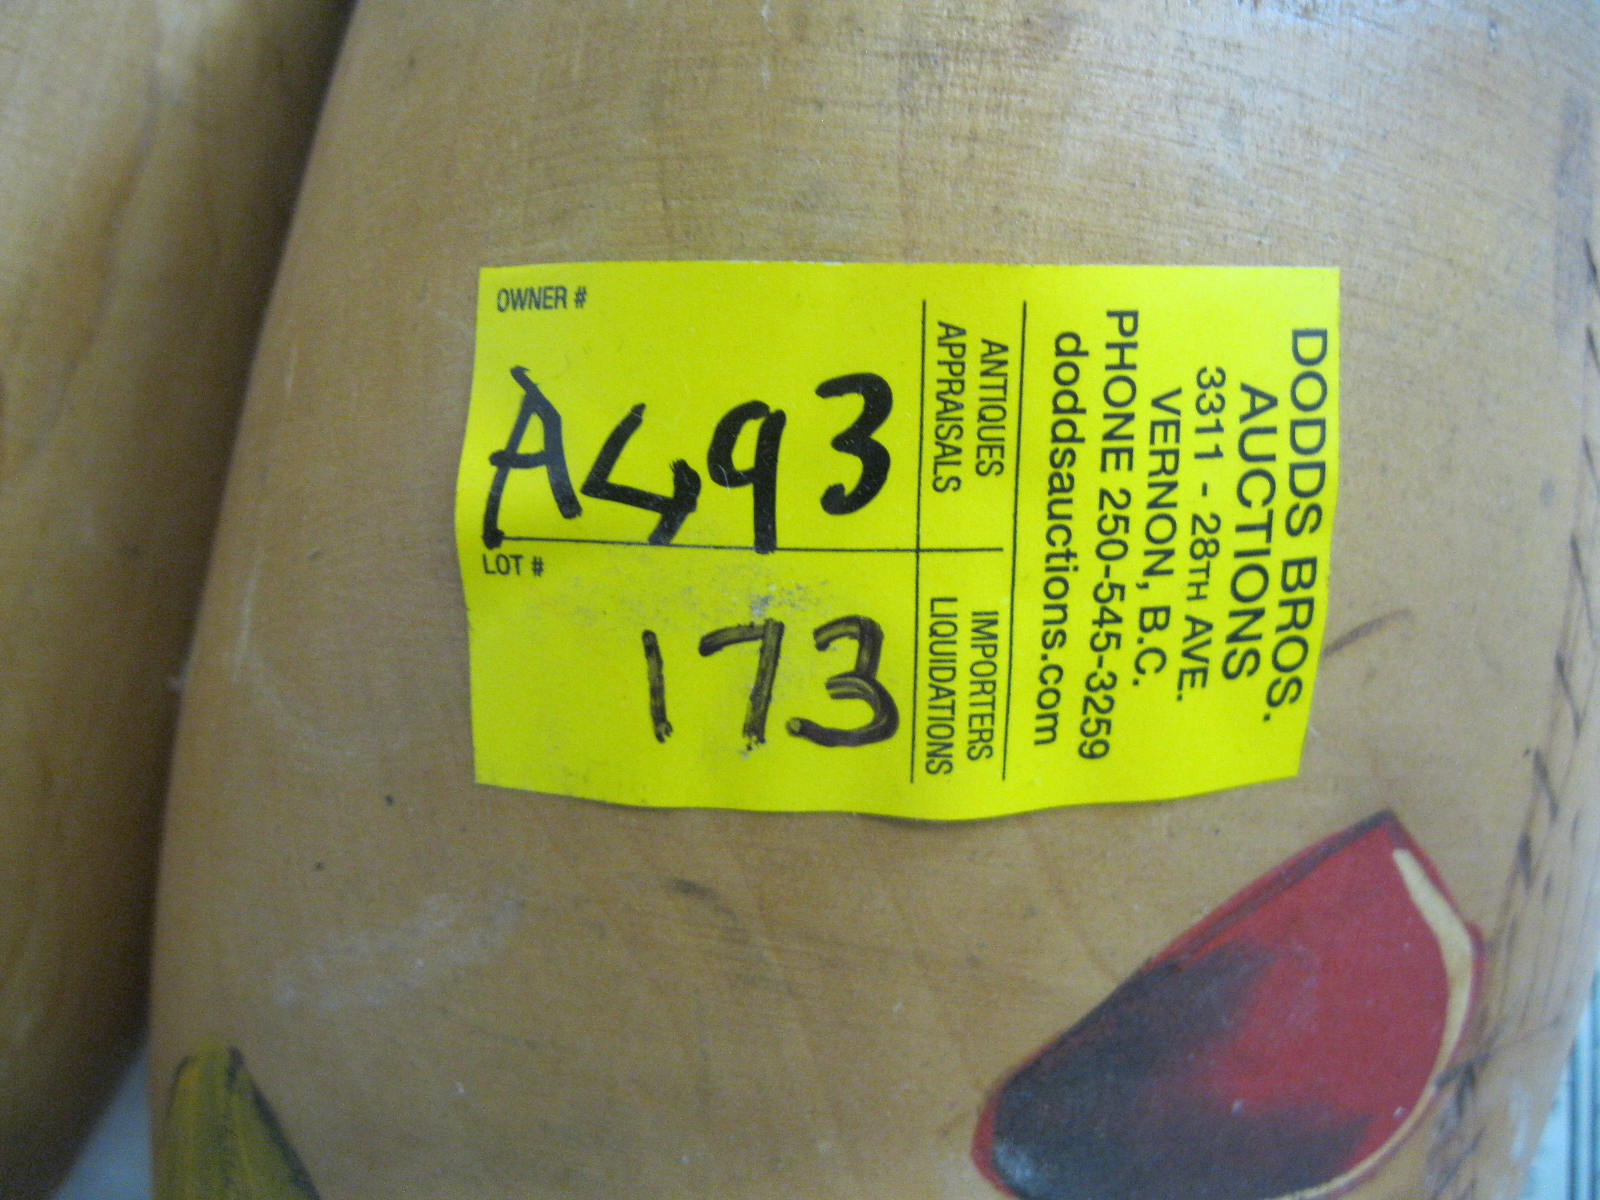 DODDS BROS.
AUCTIONS
3311 - 28TH AVE.
VERNON, B.C.
PHONE 250-545-3259
doddsauctions.com
ANTIQUES
APPRAISALS
IMPORTERS
LIQUIDATIONS
OWNER #
A493
LOT #
173